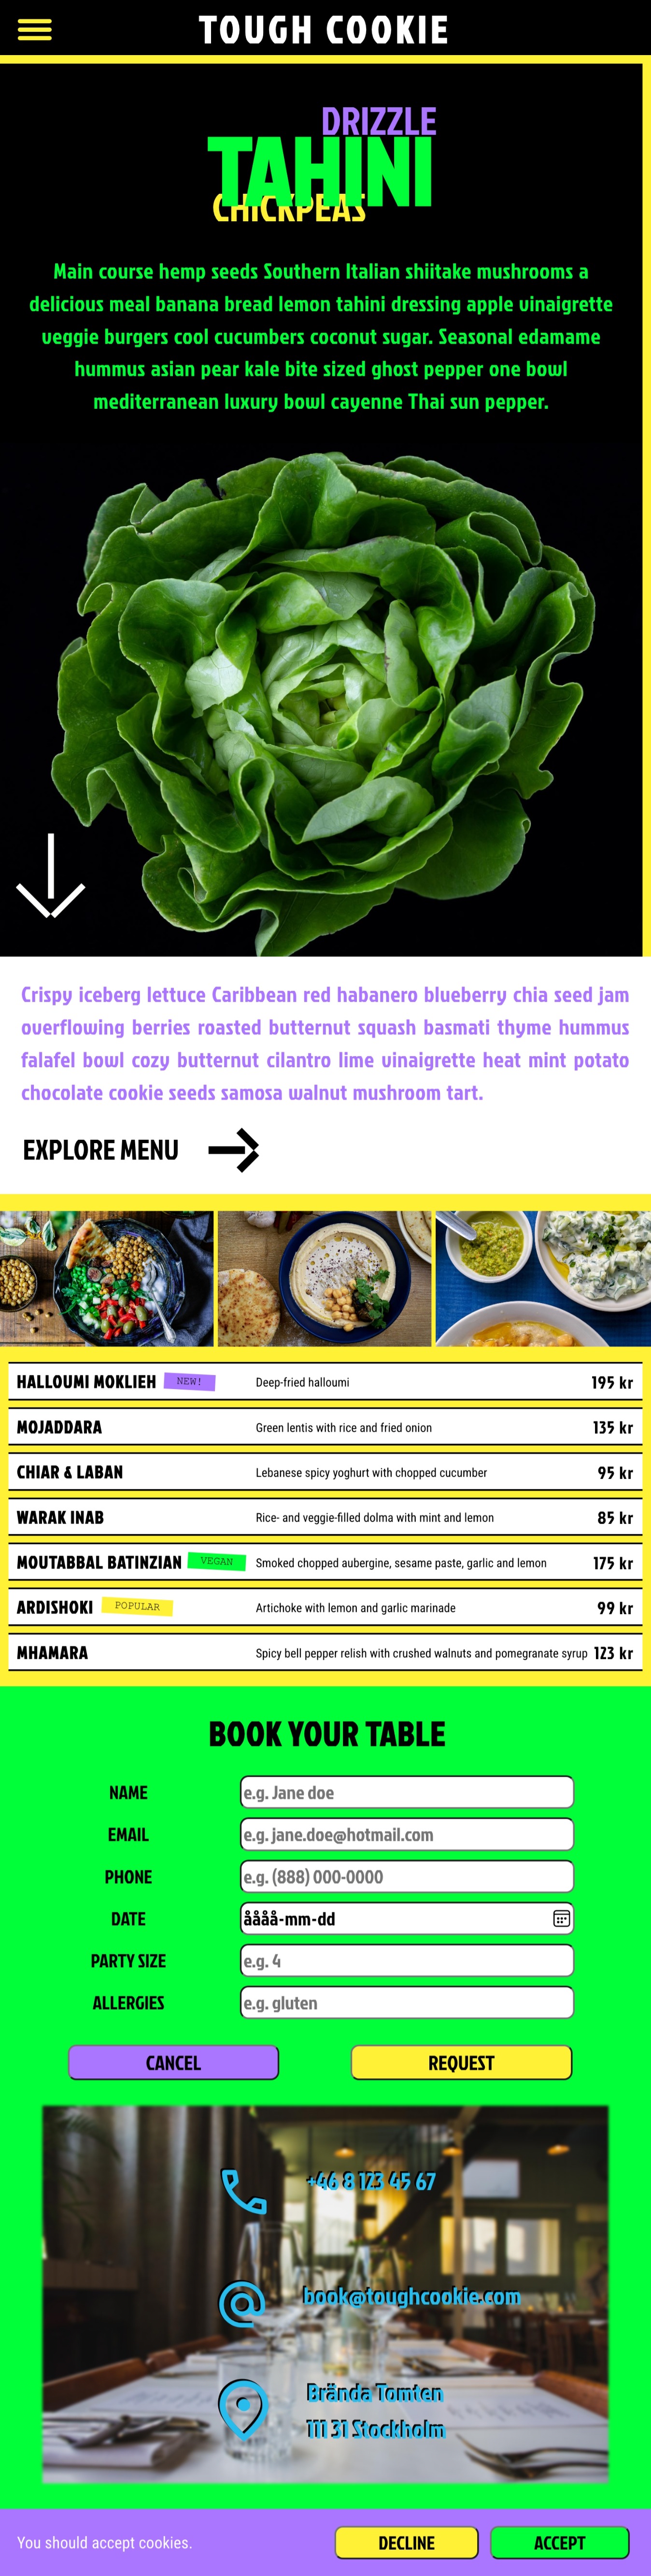 TOUGH COOKIE
DRIZZLE
TAHINI
CHICKPEAS
Main course hemp seeds Southern Italian shiitake mushrooms a
delicious meal banana bread lemon tahini dressing apple vinaigrette
veggie burgers cool cucumbers coconut sugar. Seasonal edamame
hummus asian pear kale bite sized ghost pepper one bowl
mediterranean luxury bowl cayenne Thai sun pepper.
Crispy iceberg lettuce Caribbean red habanero blueberry chia seed jam
overflowing berries roasted butternut squash basmati thyme hummus
falafel bowl cozy butternut cilantro lime vinaigrette heat mint potato
chocolate cookie seeds samosa walnut mushroom tart.
EXPLORE MENU
HALLOUMI MOKLIEH NEW! Deep-fried halloumi 195 kr
MOJADDARA Green lentis with rice and fried onion 135 kr
CHIAR & LABAN Lebanese spicy yoghurt with chopped cucumber 95 kr
WARAK INAB Rice- and veggie-filled dolma with mint and lemon 85 kr
MOUTABBAL BATINZIAN VEGAN Smoked chopped aubergine, sesame paste, garlic and lemon 175 kr
ARDISHOKI POPULAR Artichoke with lemon and garlic marinade 99 kr
MHAMARA Spicy bell pepper relish with crushed walnuts and pomegranate syrup 123 kr
BOOK YOUR TABLE
NAME e.g. Jane doe
EMAIL e.g. jane.doe@hotmail.com
PHONE e.g. (888) 000-0000
DATE åååå-mm-dd
PARTY SIZE e.g. 4
ALLERGIES e.g. gluten
CANCEL REQUEST
+46 8 123 45 67
book@toughcookie.com
Brända Tomten
111 31 Stockholm
You should accept cookies. DECLINE ACCEPT